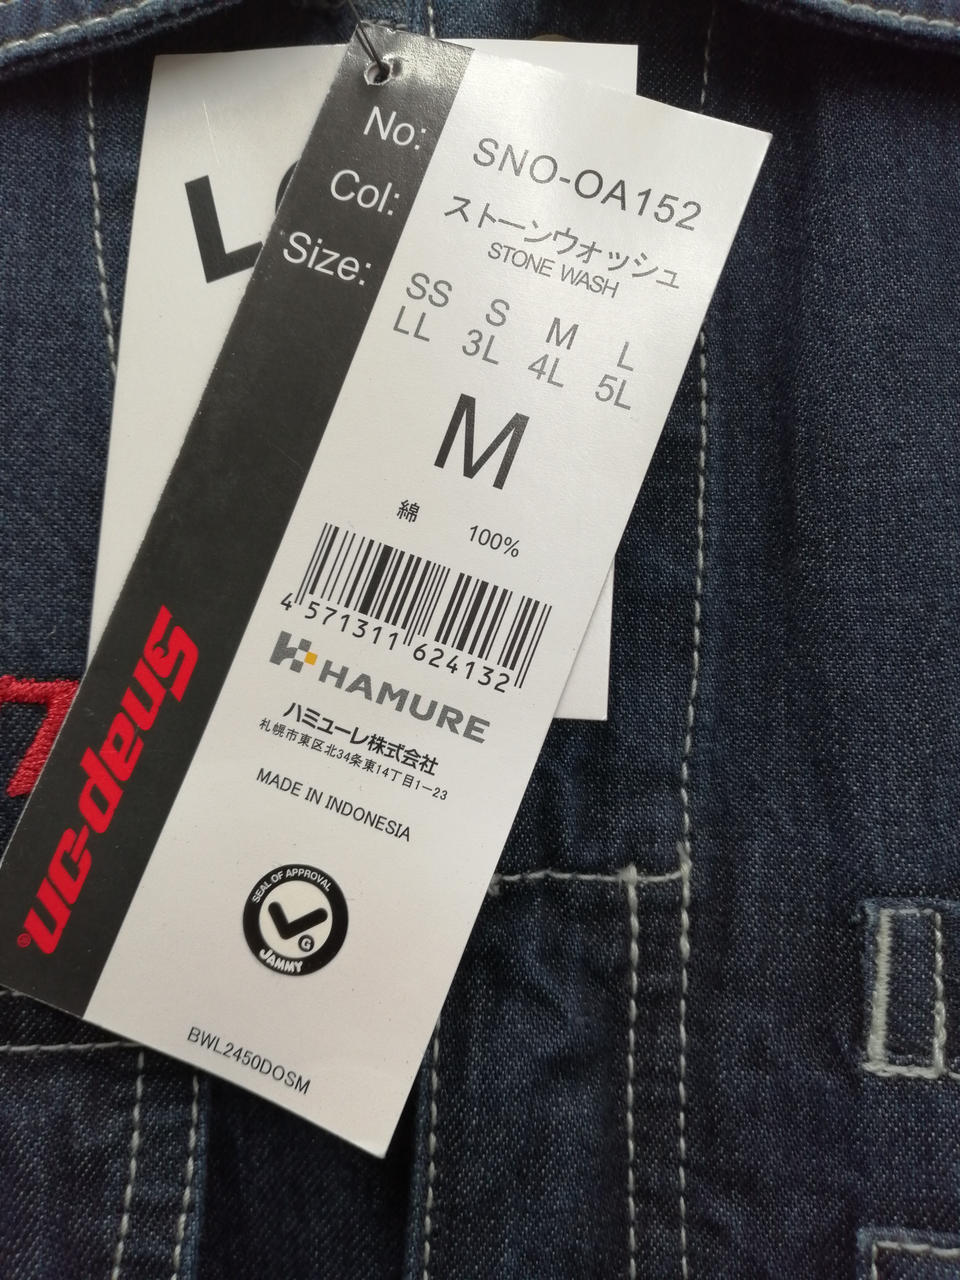 No: SNO-OA152
Col: ストーンウォッシュ
STONE WASH
Size: SS S M L
LL 3L 4L 5L
M
綿 100%
4 571311 624132
HAMURE
ハミューレ株式会社
札幌市東区北34条東14丁目1-23
MADE IN INDONESIA
SEAL OF APPROVAL
G
JAMMY
BWL2450DOSM
Snap-on®
L